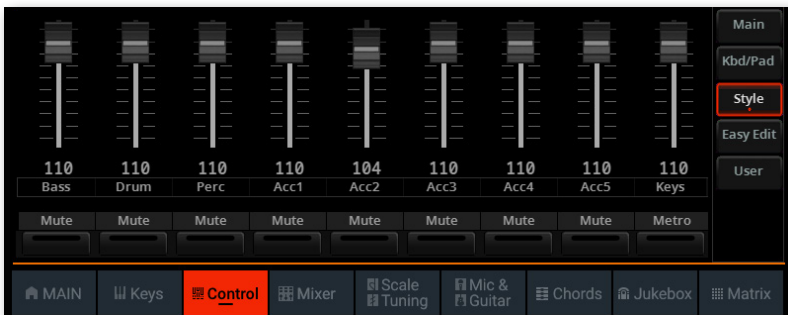 Main
Kbd/Pad
Style
Easy Edit
User
110 110 110 110 104 110 110 110 110
Bass Drum Perc Acc1 Acc2 Acc3 Acc4 Acc5 Keys
Mute Mute Mute Mute Mute Mute Mute Mute Metro
MAIN Keys Control Mixer Scale Tuning Mic & Guitar Chords Jukebox Matrix